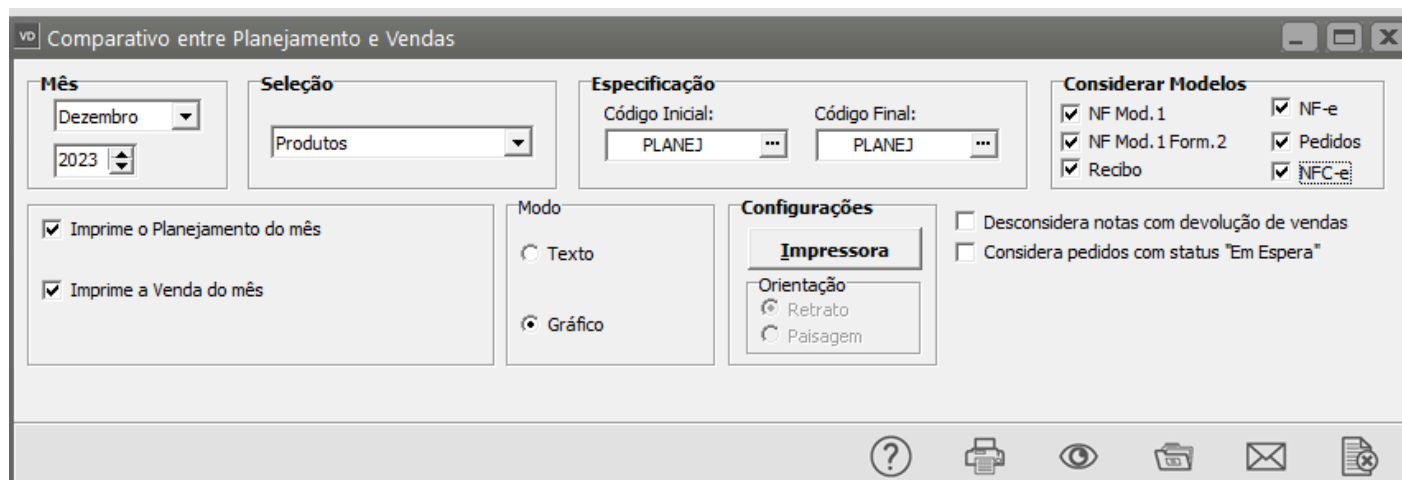 VD Comparativo entre Planejamento e Vendas
Mês
Dezembro
2023
Seleção
Produtos
Especificação
Código Inicial:
PLANEJ
...
Código Final:
PLANEJ
...
Considerar Modelos
NF Mod.1
NF Mod.1 Form.2
Recibo
NF-e
Pedidos
NFC-e
Imprime o Planejamento do mês
Imprime a Venda do mês
Modo
Texto
Gráfico
Configurações
Impressora
Orientação
Retrato
Paisagem
Desconsidera notas com devolução de vendas
Considera pedidos com status "Em Espera"
?